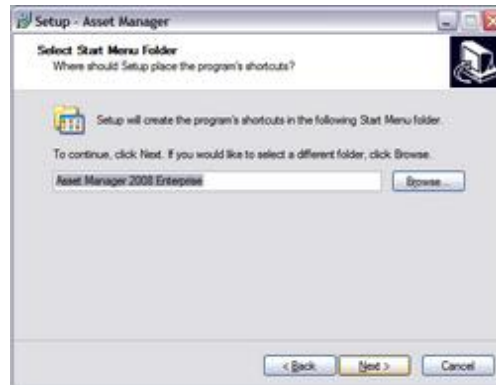 Setup - Asset Manager
Select Start Menu Folder
Where should Setup place the program's shortcuts?
Setup will create the program's shortcuts in the following Start Menu folder.
To continue, click Next. If you would like to select a different folder, click Browse.
Asset Manager 2008 Enterprise
Browse...
< Back
Next >
Cancel